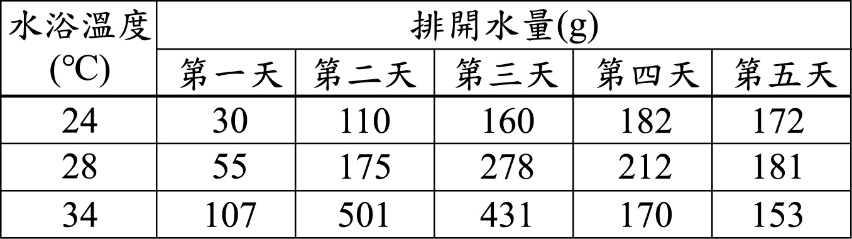 水浴溫度(℃) 排開水量(g)
第一天 第二天 第三天 第四天 第五天
24 30 110 160 182 172
28 55 175 278 212 181
34 107 501 431 170 153